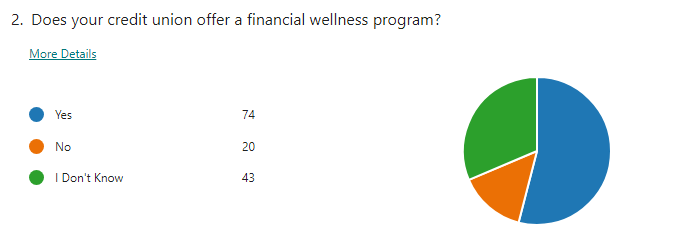 2. Does your credit union offer a financial wellness program?
More Details
Yes 74
No 20
I Don't Know 43